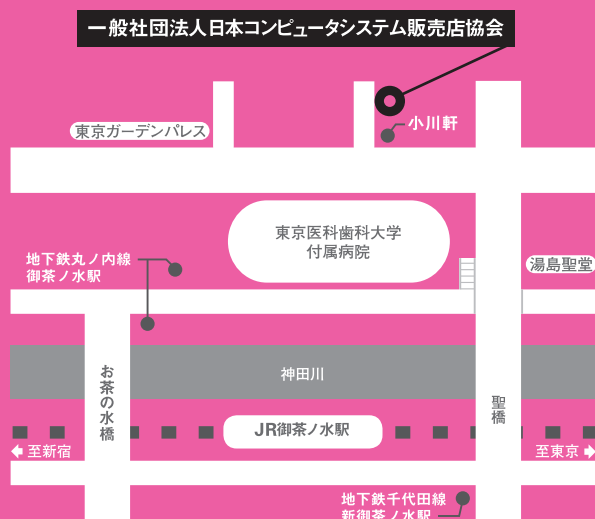 一般社団法人日本コンピュータシステム販売店協会
小川軒
東京ガーデンパレス
東京医科歯科大学
付属病院
地下鉄丸ノ内線
御茶ノ水駅
湯島聖堂
お茶の水橋
神田川
聖橋
JR御茶ノ水駅
至新宿
至東京
地下鉄千代田線
新御茶ノ水駅